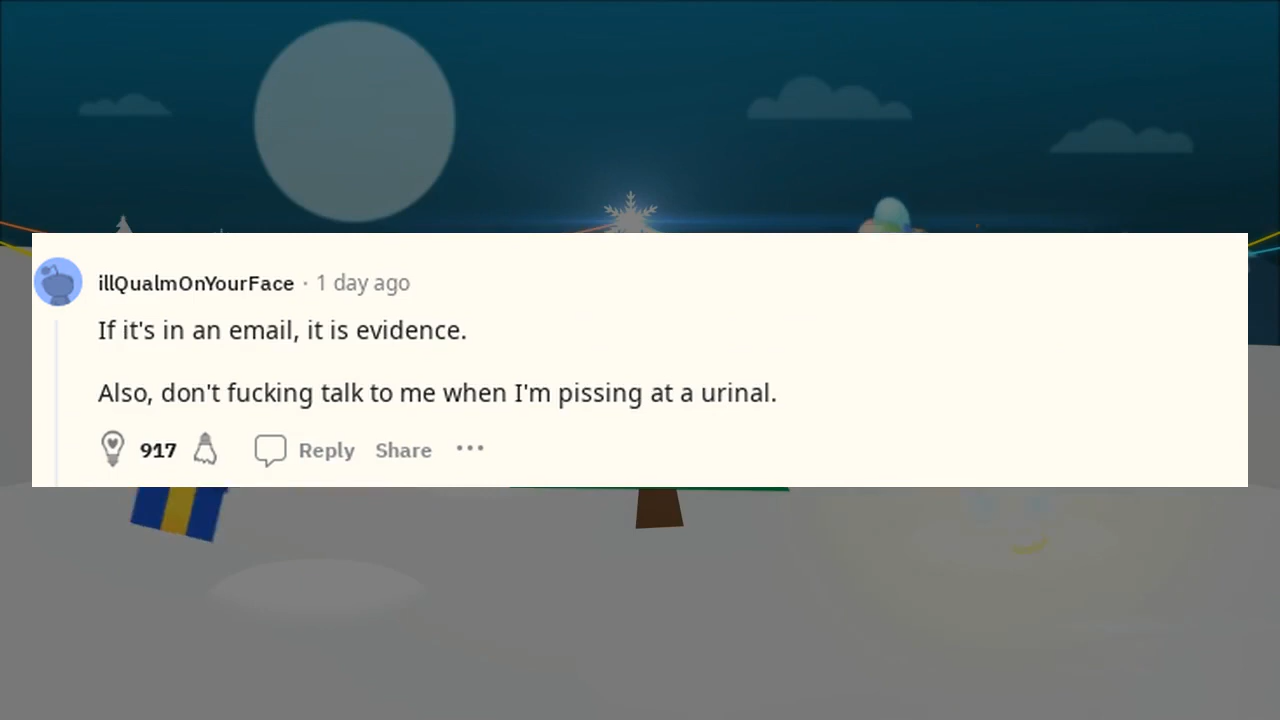 illQualmOnYourFace · 1 day ago
If it's in an email, it is evidence.
Also, don't fucking talk to me when I'm pissing at a urinal.
917 Reply Share ···